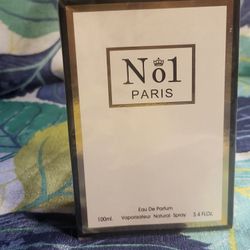 No1
PARIS
Eau De Parfum
100ml. Vaporisateur Natural Spray 3.4 FL.Oz.